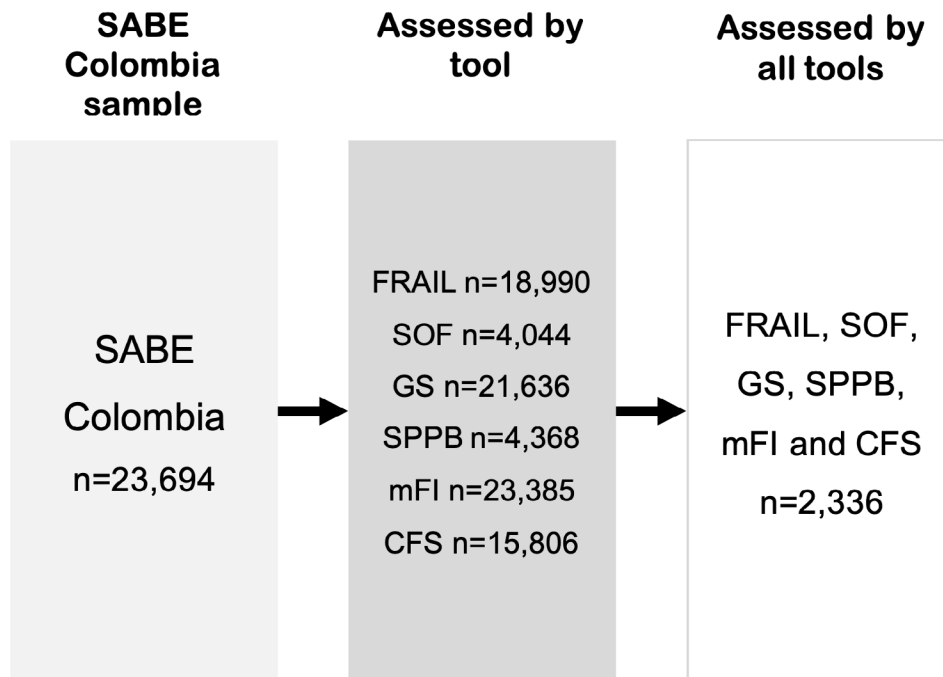 SABE
Colombia
sample
Assessed by
tool
Assessed by
all tools
SABE
Colombia
n=23,694
FRAIL n=18,990
SOF n=4,044
GS n=21,636
SPPB n=4,368
mFI n=23,385
CFS n=15,806
FRAIL, SOF,
GS, SPPB,
mFI and CFS
n=2,336